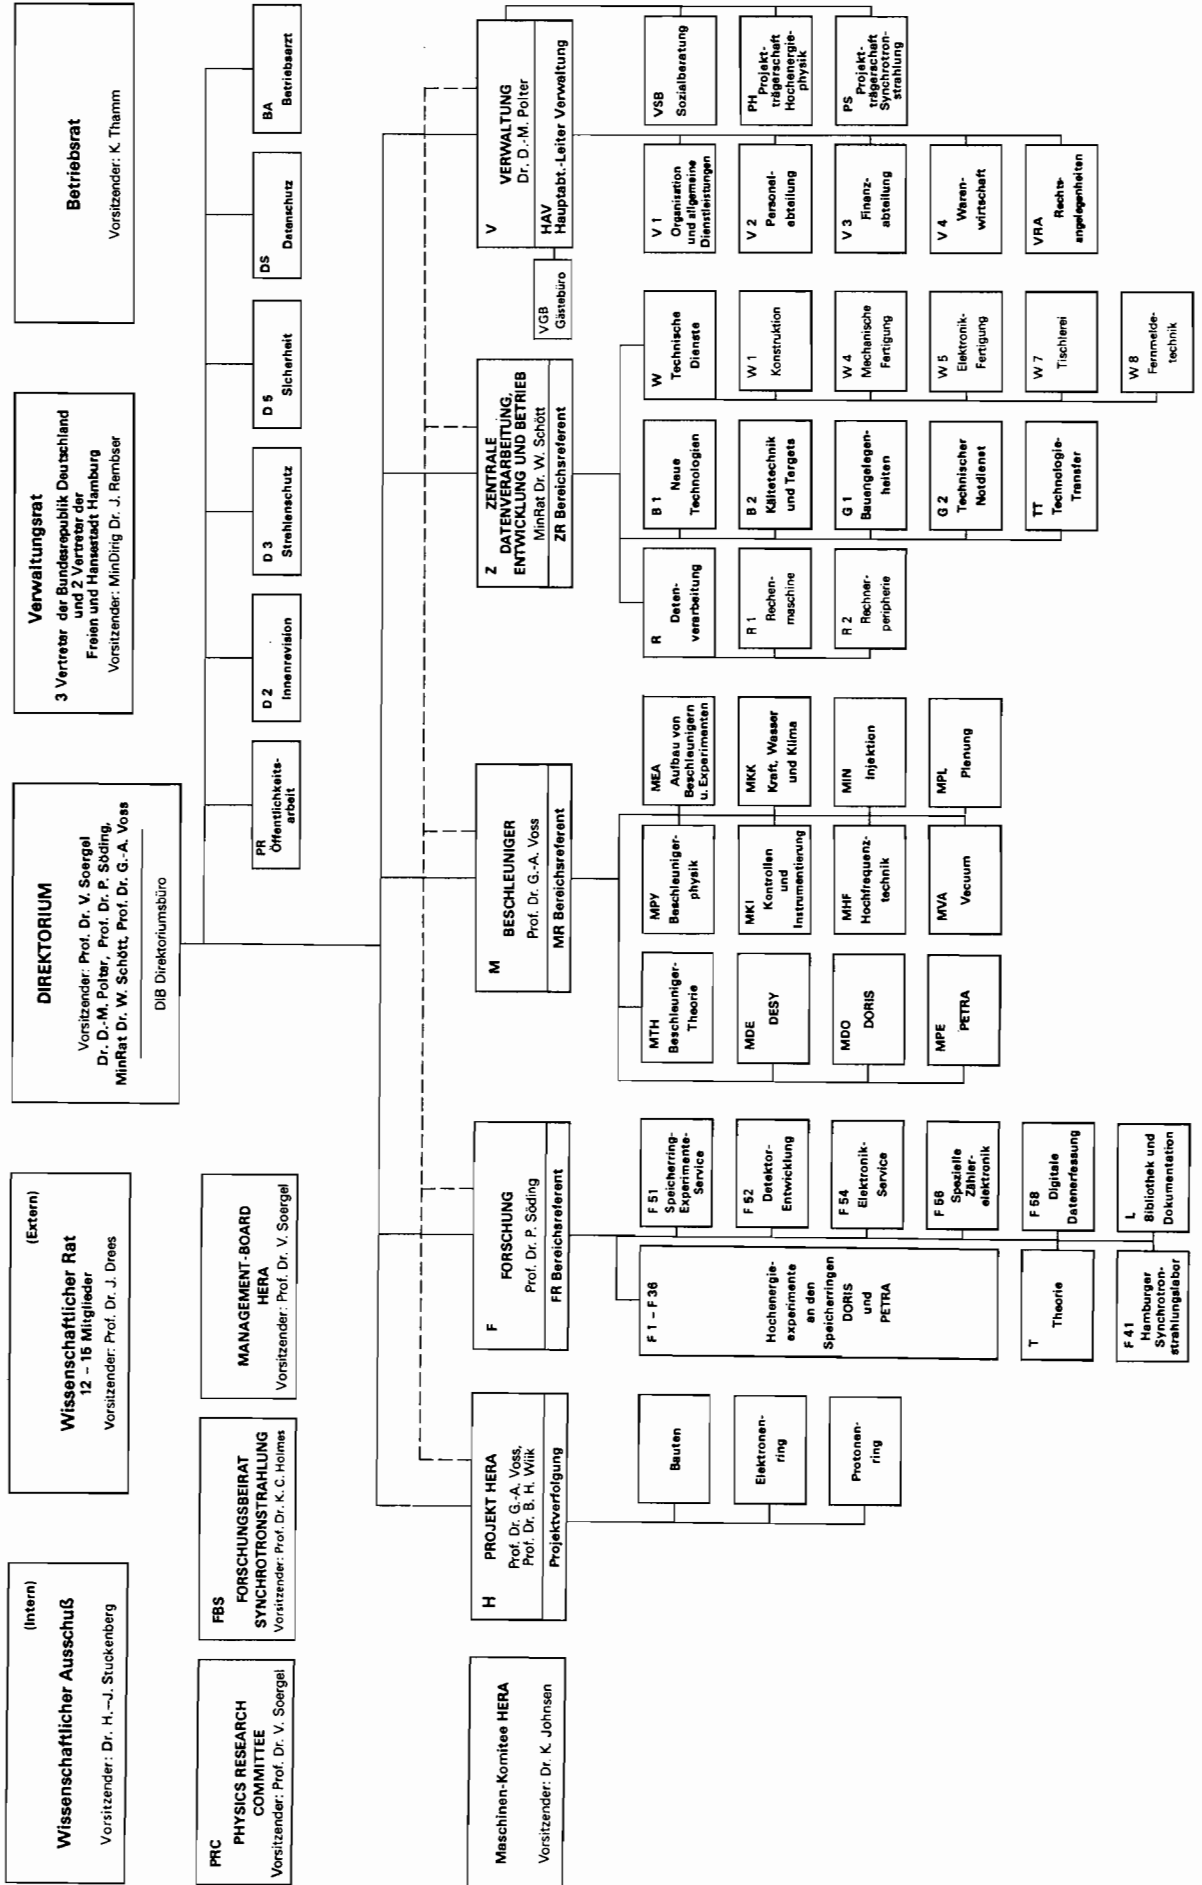 (Intern)
Wissenschaftlicher Ausschuß
Vorsitzender: Dr. H.-J. Stuckenberg
(Extern)
Wissenschaftlicher Rat
12 – 15 Mitglieder
Vorsitzender: Prof. Dr. J. Drees
DIREKTORIUM
Vorsitzender: Prof. Dr. V. Soergel
Dr. D.-M. Polter, Prof. Dr. P. Söding,
MinRat Dr. W. Schött, Prof. Dr. G.-A. Voss
DIB Direktoriumsbüro
Verwaltungsrat
3 Vertreter der Bundesrepublik Deutschland
und 2 Vertreter der
Freien und Hansestadt Hamburg
Vorsitzender: MinDirig Dr. J. Rembser
Betriebsrat
Vorsitzender: K. Thamm
PRC
PHYSICS RESEARCH
COMMITTEE
Vorsitzender: Prof. Dr. V. Soergel
FBS
FORSCHUNGSBEIRAT
SYNCHROTRONSTRAHLUNG
Vorsitzender: Prof. Dr. K. C. Holmes
MANAGEMENT-BOARD
HERA
Vorsitzender: Prof. Dr. V. Soergel
PR
Öffentlichkeits-
arbeit
D 2
Innenrevision
D 3
Strahlenschutz
D 5
Sicherheit
DS
Datenschutz
BA
Betriebsarzt
Maschinen-Komitee HERA
Vorsitzender: Dr. K. Johnsen
H
PROJEKT HERA
Prof. Dr. G.-A. Voss,
Prof. Dr. B. H. Wiik
Projektverfolgung
Bauten
Elektronen-
ring
Protonen-
ring
F
FORSCHUNG
Prof. Dr. P. Söding
FR Bereichsreferent
F 1 – F 36
Hochenergie-
experimente
an den
Speicherringen
DORIS
und
PETRA
T
Theorie
F 41
Hamburger
Synchrotron-
strahlungslabor
F 51
Speicherring-
Experimente-
Service
F 52
Detektor-
Entwicklung
F 54
Elektronik-
Service
F 56
Spezielle
Zähler-
elektronik
F 58
Digitale
Datenerfassung
L
Bibliothek und
Dokumentation
M
BESCHLEUNIGER
Prof. Dr. G.-A. Voss
MR Bereichsreferent
MTH
Beschleuniger-
Theorie
MDE
DESY
MDO
DORIS
MPE
PETRA
MPY
Beschleuniger-
physik
MKI
Kontrollen
und
Instrumentierung
MHF
Hochfrequenz-
technik
MVA
Vacuum
MEA
Aufbau von
Beschleunigern
u. Experimenten
MKK
Kraft, Wasser
und Klima
MIN
Injektion
MPL
Planung
Z
ZENTRALE
DATENVERARBEITUNG,
ENTWICKLUNG UND BETRIEB
MinRat Dr. W. Schött
ZR Bereichsreferent
R
Daten-
verarbeitung
R 1
Rechen-
maschine
R 2
Rechner-
peripherie
B 1
Neue
Technologien
B 2
Kältetechnik
und Targets
G 1
Bauangelegen-
heiten
G 2
Technischer
Notdienst
TT
Technologie-
Transfer
W
Technische
Dienste
W 1
Konstruktion
W 4
Mechanische
Fertigung
W 5
Elektronik-
Fertigung
W 7
Tischlerei
W 8
Fernmelde-
technik
V
VERWALTUNG
Dr. D.-M. Polter
HAV
Hauptabt.-Leiter Verwaltung
VGB
Gästebüro
V 1
Organisation
und allgemeine
Dienstleistungen
V 2
Personal-
abteilung
V 3
Finanz-
abteilung
V 4
Waren-
wirtschaft
VRA
Rechts-
angelegenheiten
VSB
Sozialberatung
PH
Projekt-
trägerschaft
Hochenergie-
physik
PS
Projekt-
trägerschaft
Synchrotron-
strahlung